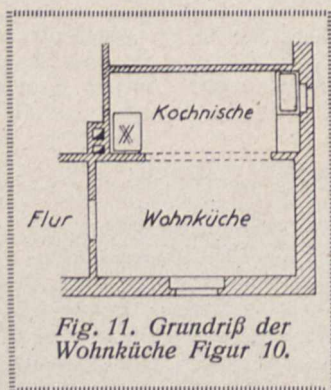 Kochnische
Flur
Wohnküche
Fig. 11. Grundriß der
Wohnküche Figur 10.